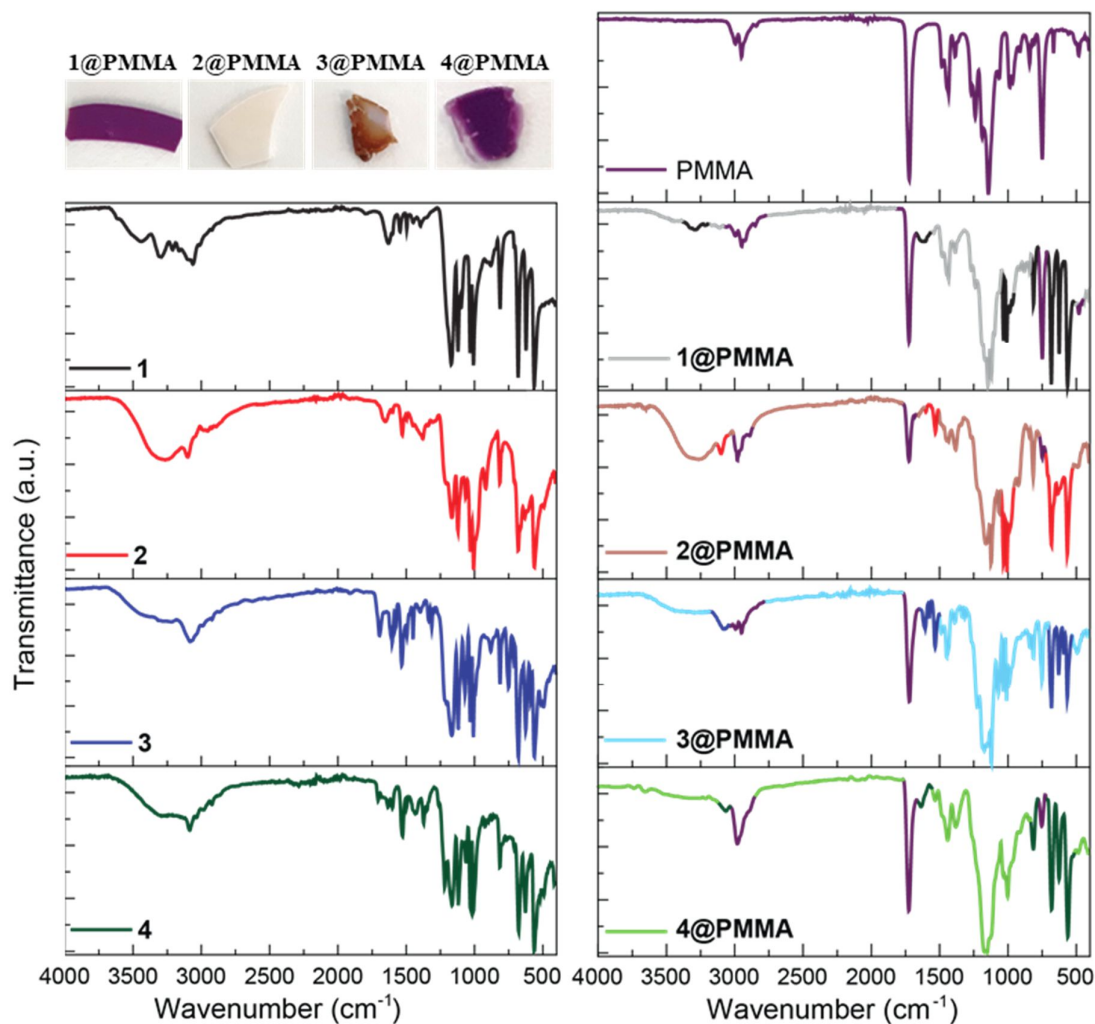 1@PMMA 2@PMMA 3@PMMA 4@PMMA
PMMA
1
1@PMMA
2
2@PMMA
3
3@PMMA
4
4@PMMA
Transmittance (a.u.)
4000 3500 3000 2500 2000 1500 1000 500
4000 3500 3000 2500 2000 1500 1000 500
Wavenumber (cm⁻¹)
Wavenumber (cm⁻¹)